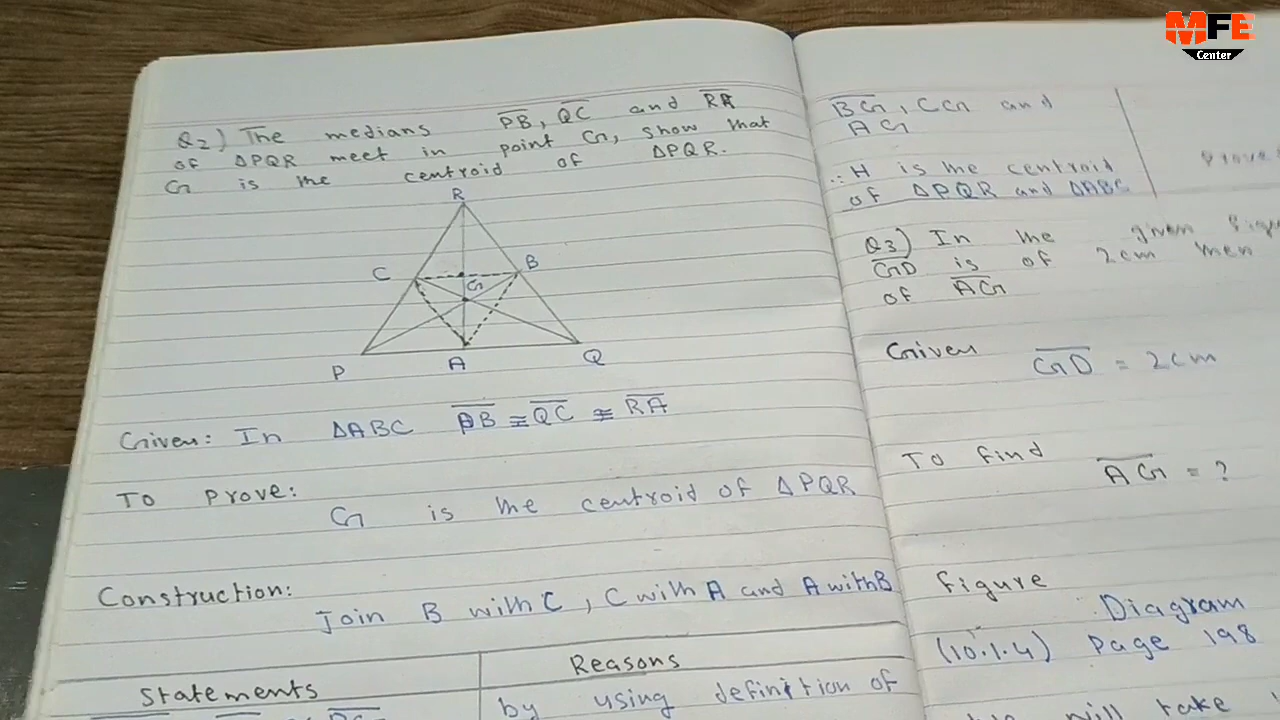 MFE
Center
Q2) The medians PB, QC and RA
of ΔPQR meet in point G, show that
G is the centroid of ΔPQR.
R
C
B
G
P
A
Q
Given: In ΔABC PB ≅ QC ≅ RA
To Prove:
G is the centroid of ΔPQR
Construction:
Join B with C, C with A and A with B
Statements
Reasons
by using definition of
BG, CG and
AG
∴ H is the centroid
of ΔPQR and ΔABC
Prove
Q3) In the given
GD is of 2cm then
of AG
Given GD = 2cm
To find AG = ?
figure
Diagram
(10.1.4) Page 198
will take